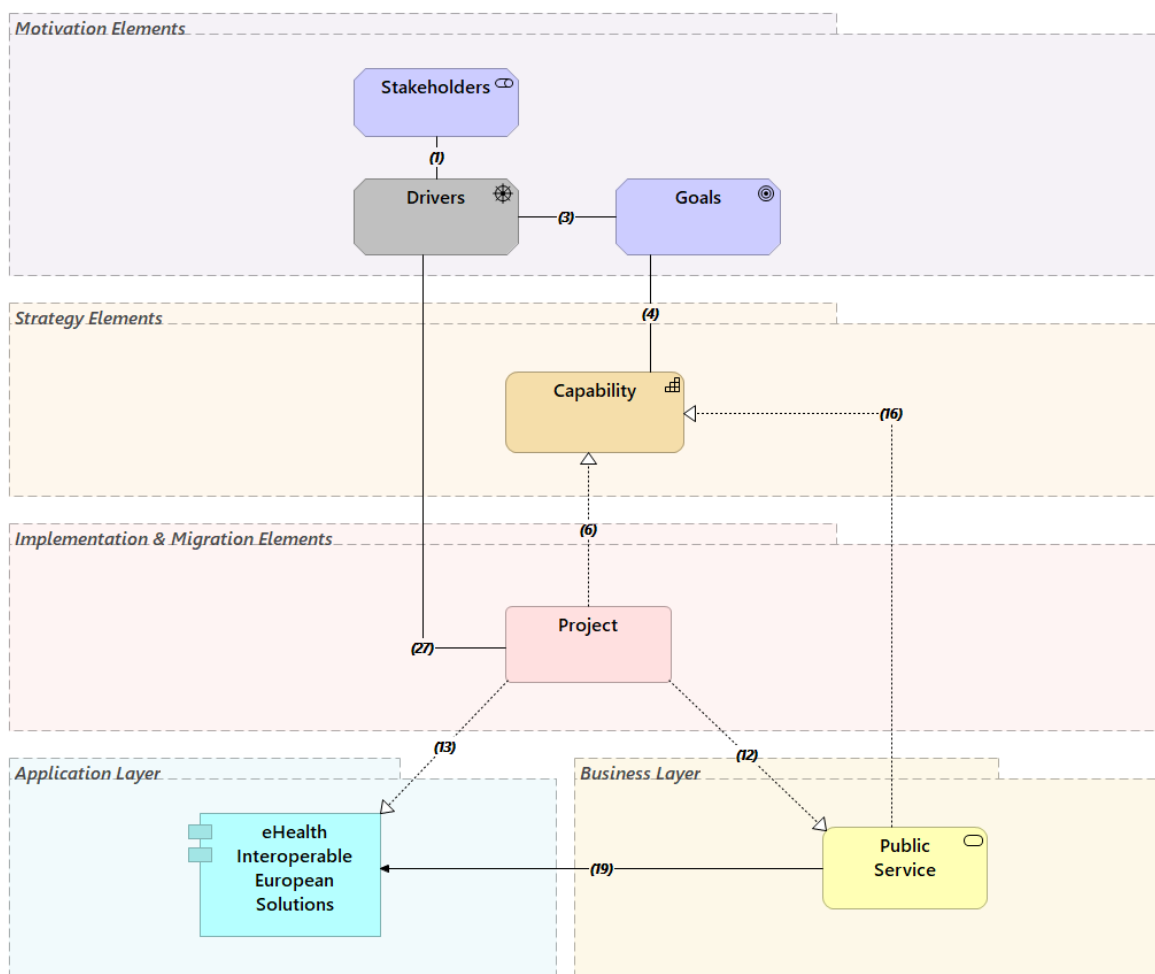 Motivation Elements
Stakeholders
(1)
Drivers
(3)
Goals
Strategy Elements
(4)
Capability
(16)
Implementation & Migration Elements
(6)
Project
(27)
(13)
(12)
Application Layer
Business Layer
eHealth
Interoperable
European
Solutions
(19)
Public
Service